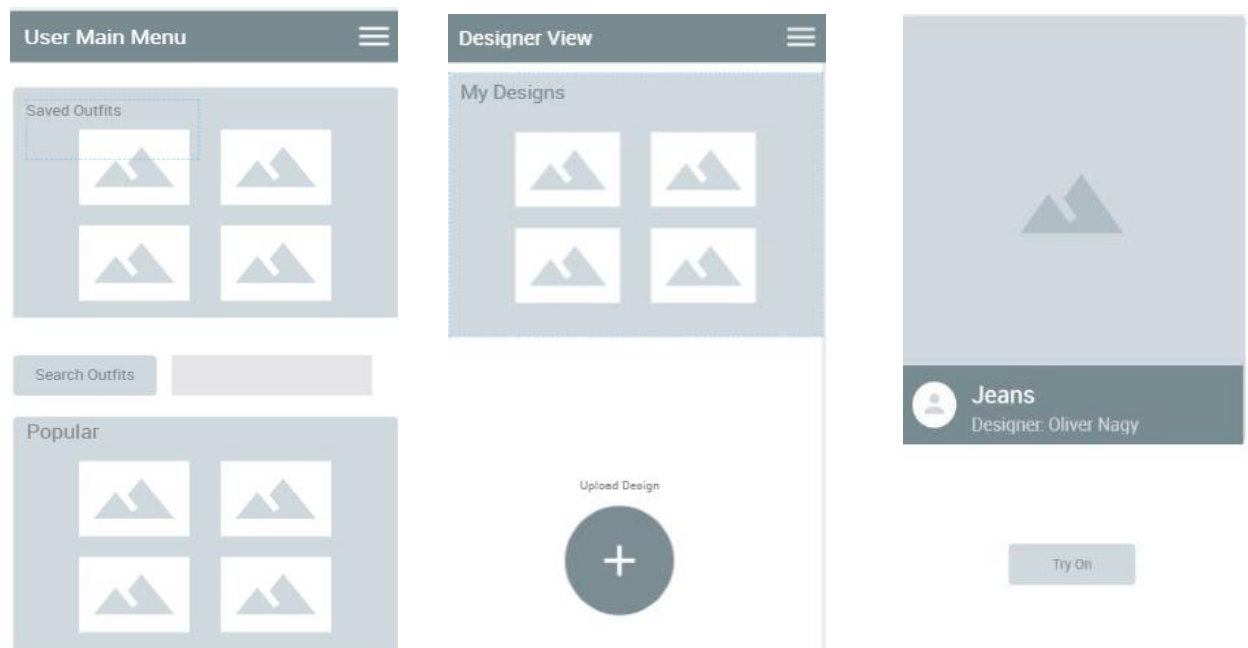 User Main Menu
Saved Outfits
Search Outfits
Popular
Designer View
My Designs
Upload Design
Jeans
Designer: Oliver Nagy
Try On